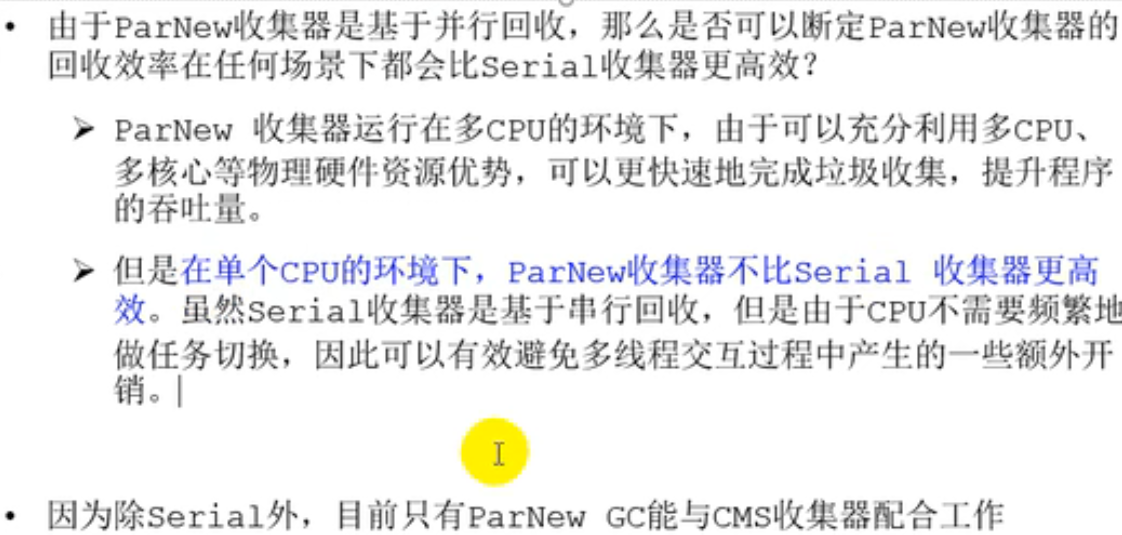 • 由于ParNew收集器是基于并行回收，那么是否可以断定ParNew收集器的
回收效率在任何场景下都会比Serial收集器更高效？
➢ ParNew 收集器运行在多CPU的环境下，由于可以充分利用多CPU、
多核心等物理硬件资源优势，可以更快速地完成垃圾收集，提升程序
的吞吐量。
➢ 但是在单个CPU的环境下，ParNew收集器不比Serial 收集器更高
效。虽然Serial收集器是基于串行回收，但是由于CPU不需要频繁地
做任务切换，因此可以有效避免多线程交互过程中产生的一些额外开
销。
• 因为除Serial外，目前只有ParNew GC能与CMS收集器配合工作